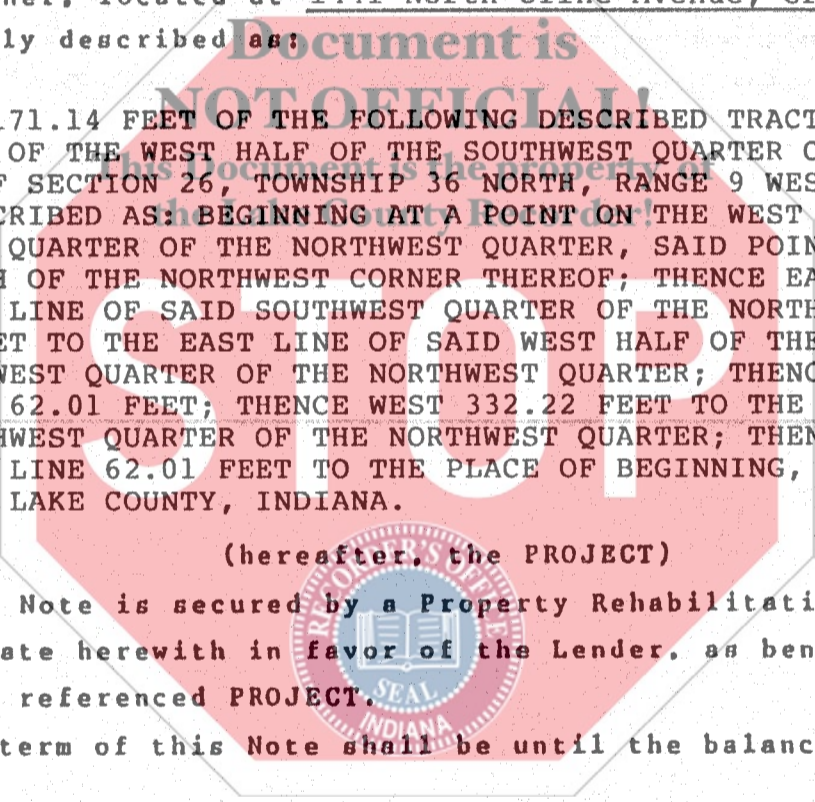 located at
ly described as:
Document is
NOT OFFICIAL!
171.14 FEET OF THE FOLLOWING DESCRIBED TRACT
OF THE WEST HALF OF THE SOUTHWEST QUARTER
This Document is the property of
SECTION 26, TOWNSHIP 36 NORTH, RANGE 9 WES
the Lake County Recorder!
CRIBED AS: BEGINNING AT A POINT ON THE WEST
QUARTER OF THE NORTHWEST QUARTER, SAID POIN
OF THE NORTHWEST CORNER THEREOF; THENCE EA
LINE OF SAID SOUTHWEST QUARTER OF THE NORTH
ET TO THE EAST LINE OF SAID WEST HALF OF THE
WEST QUARTER OF THE NORTHWEST QUARTER; THENC
62.01 FEET; THENCE WEST 332.22 FEET TO THE
HWEST QUARTER OF THE NORTHWEST QUARTER; THEN
LINE 62.01 FEET TO THE PLACE OF BEGINNING,
LAKE COUNTY, INDIANA.
STOP
(hereafter, the PROJECT)
Note is secured by a Property Rehabilitati
ate herewith in favor of the Lender, as ben
referenced PROJECT.
term of this Note shall be until the balanc
RECORDER'S OFFICE
SEAL
INDIANA